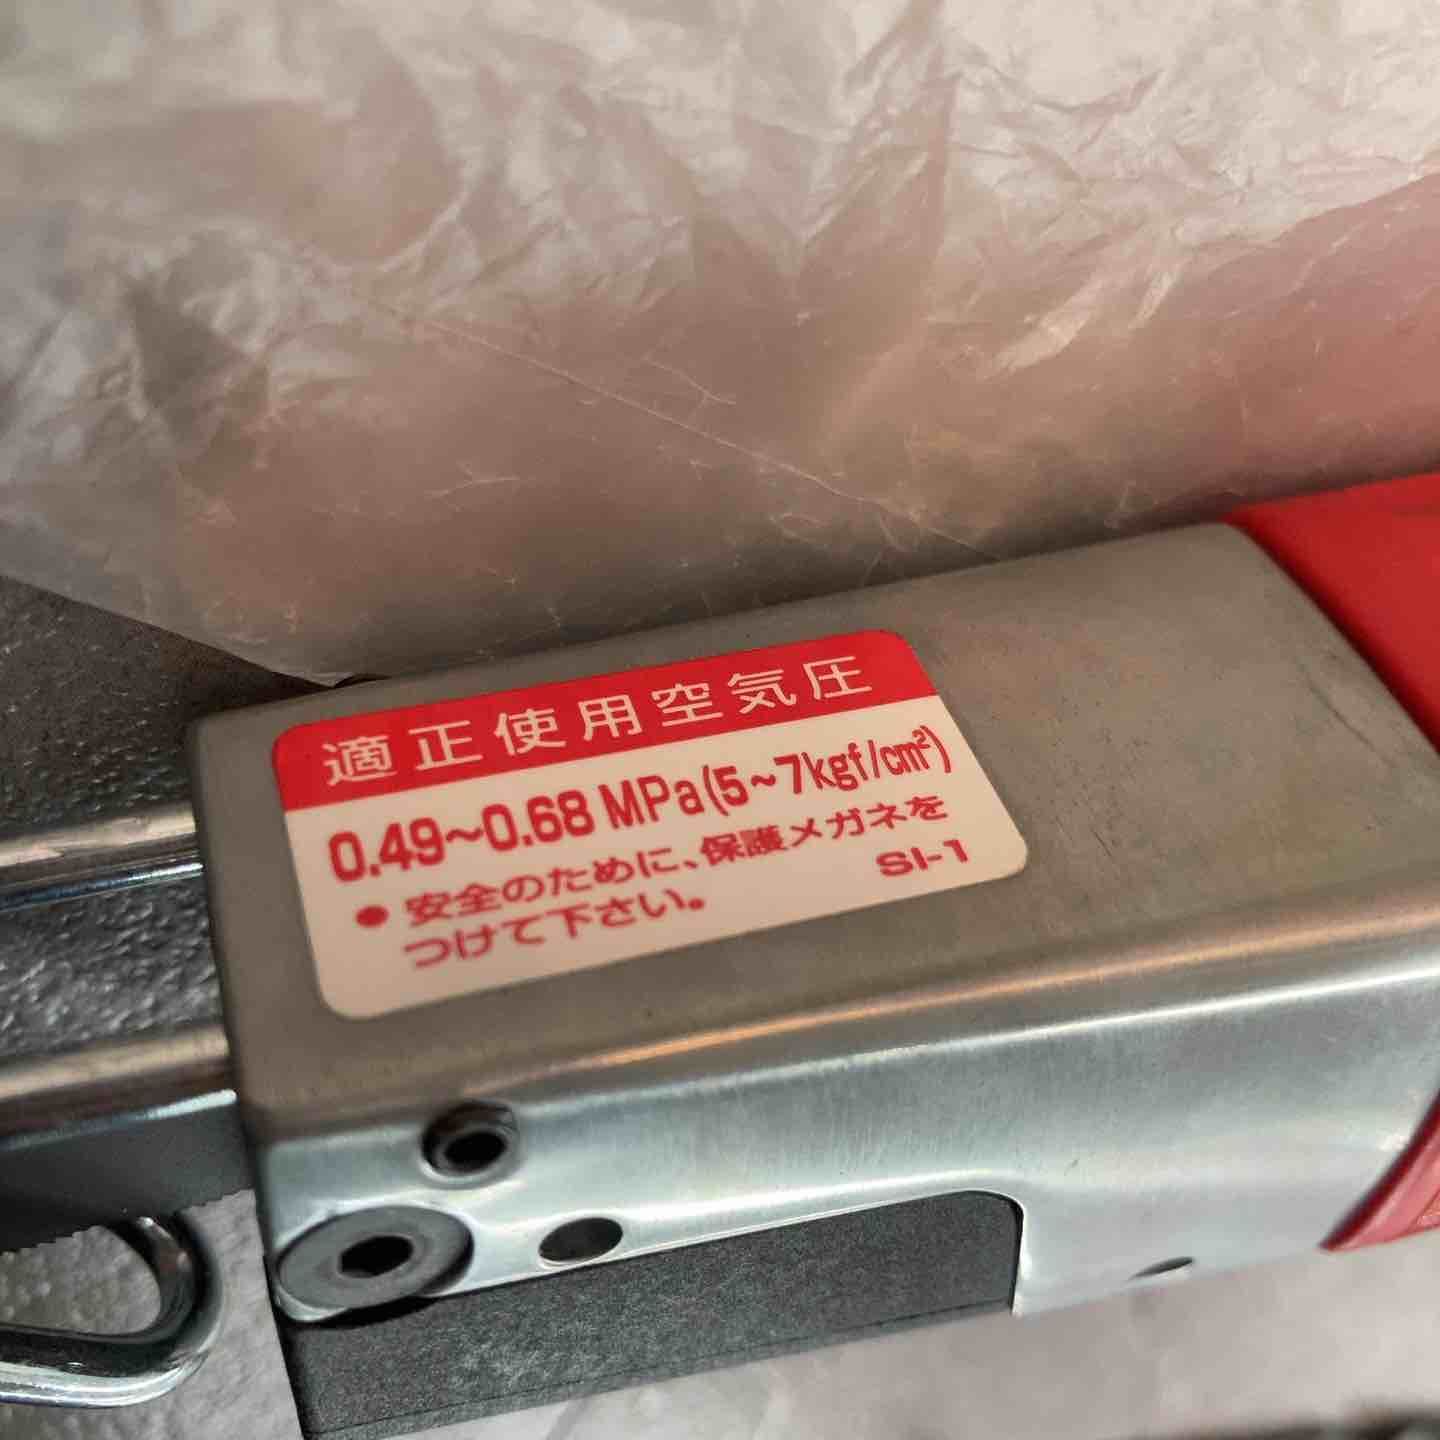 適正使用空気圧
0.49~0.68 MPa(5~7kgf/cm²)
● 安全のために、保護メガネを
つけて下さい。
SI-1